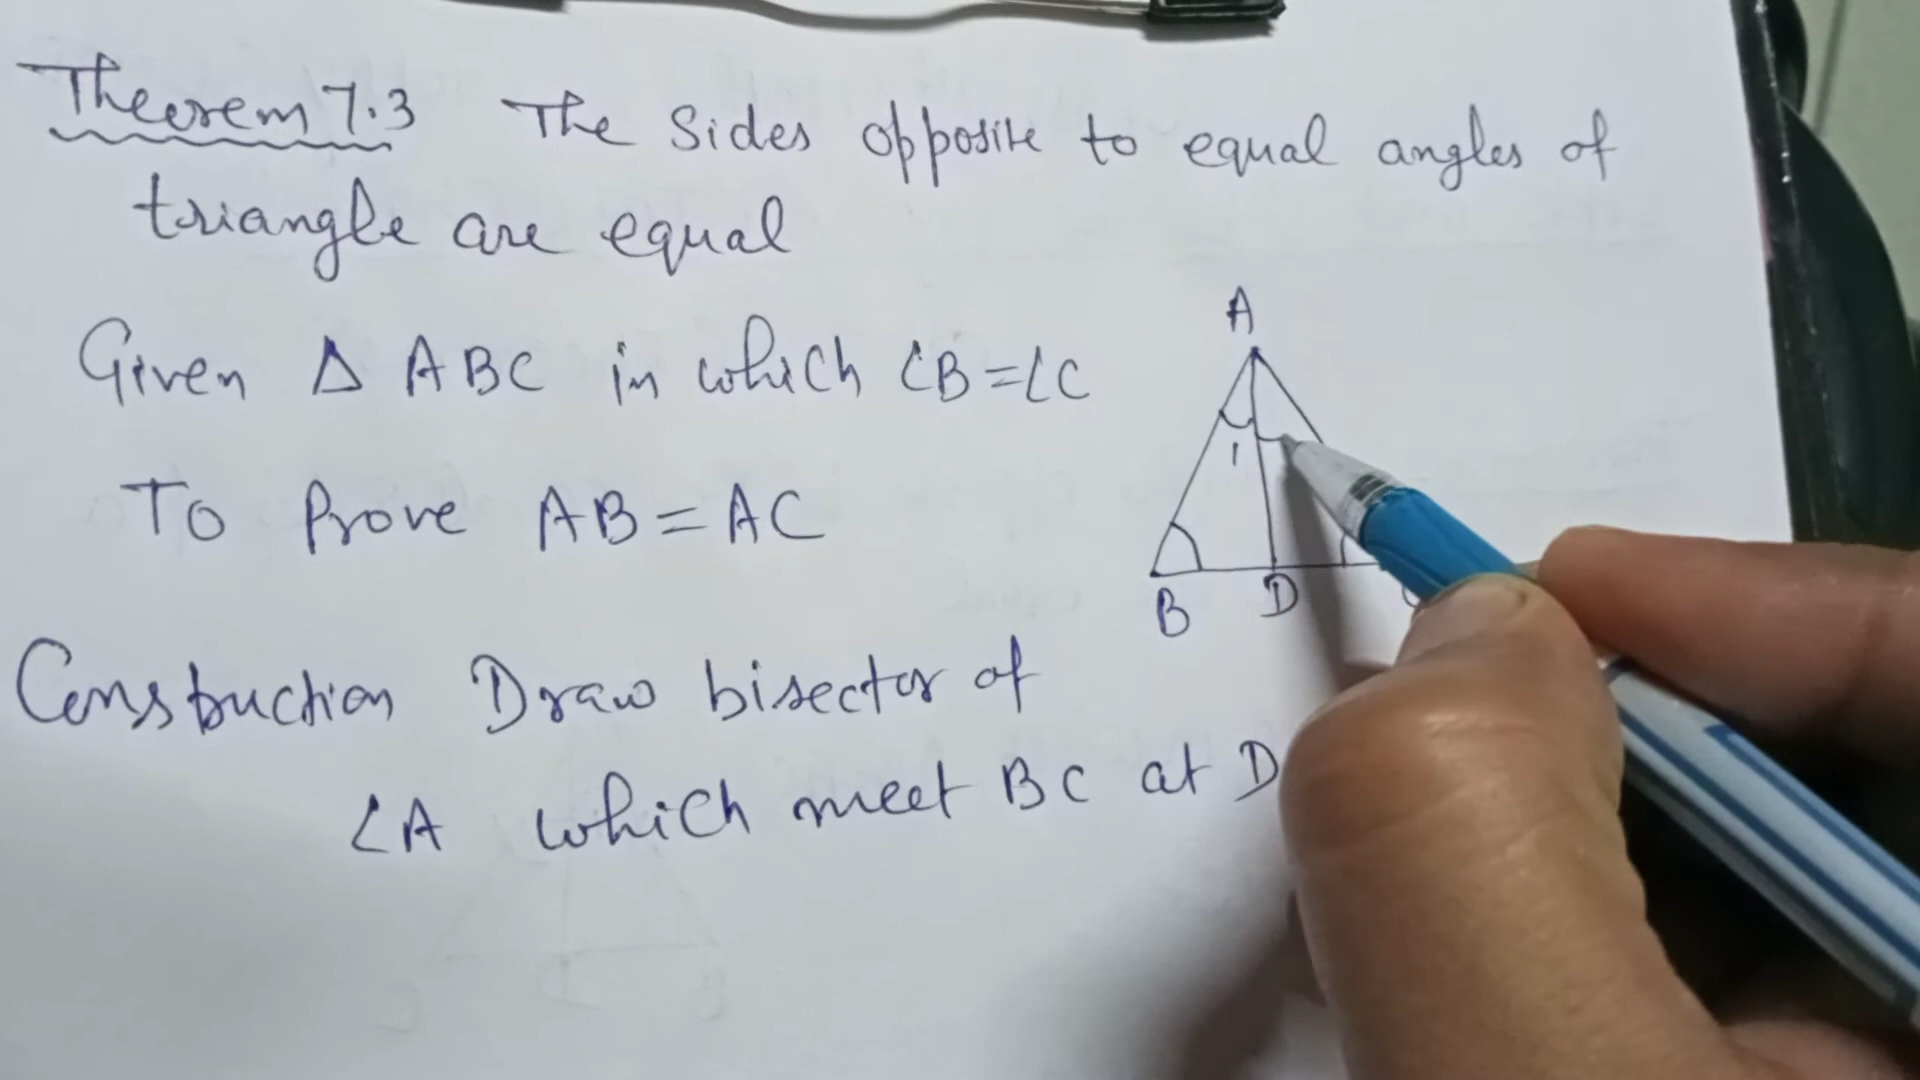 Theorem 7.3 The Sides opposite to equal angles of
triangle are equal
Given Δ ABC in which ∠B=∠C
To Prove AB=AC
Construction Draw bisector of
∠A which meet BC at D
A
1
B D